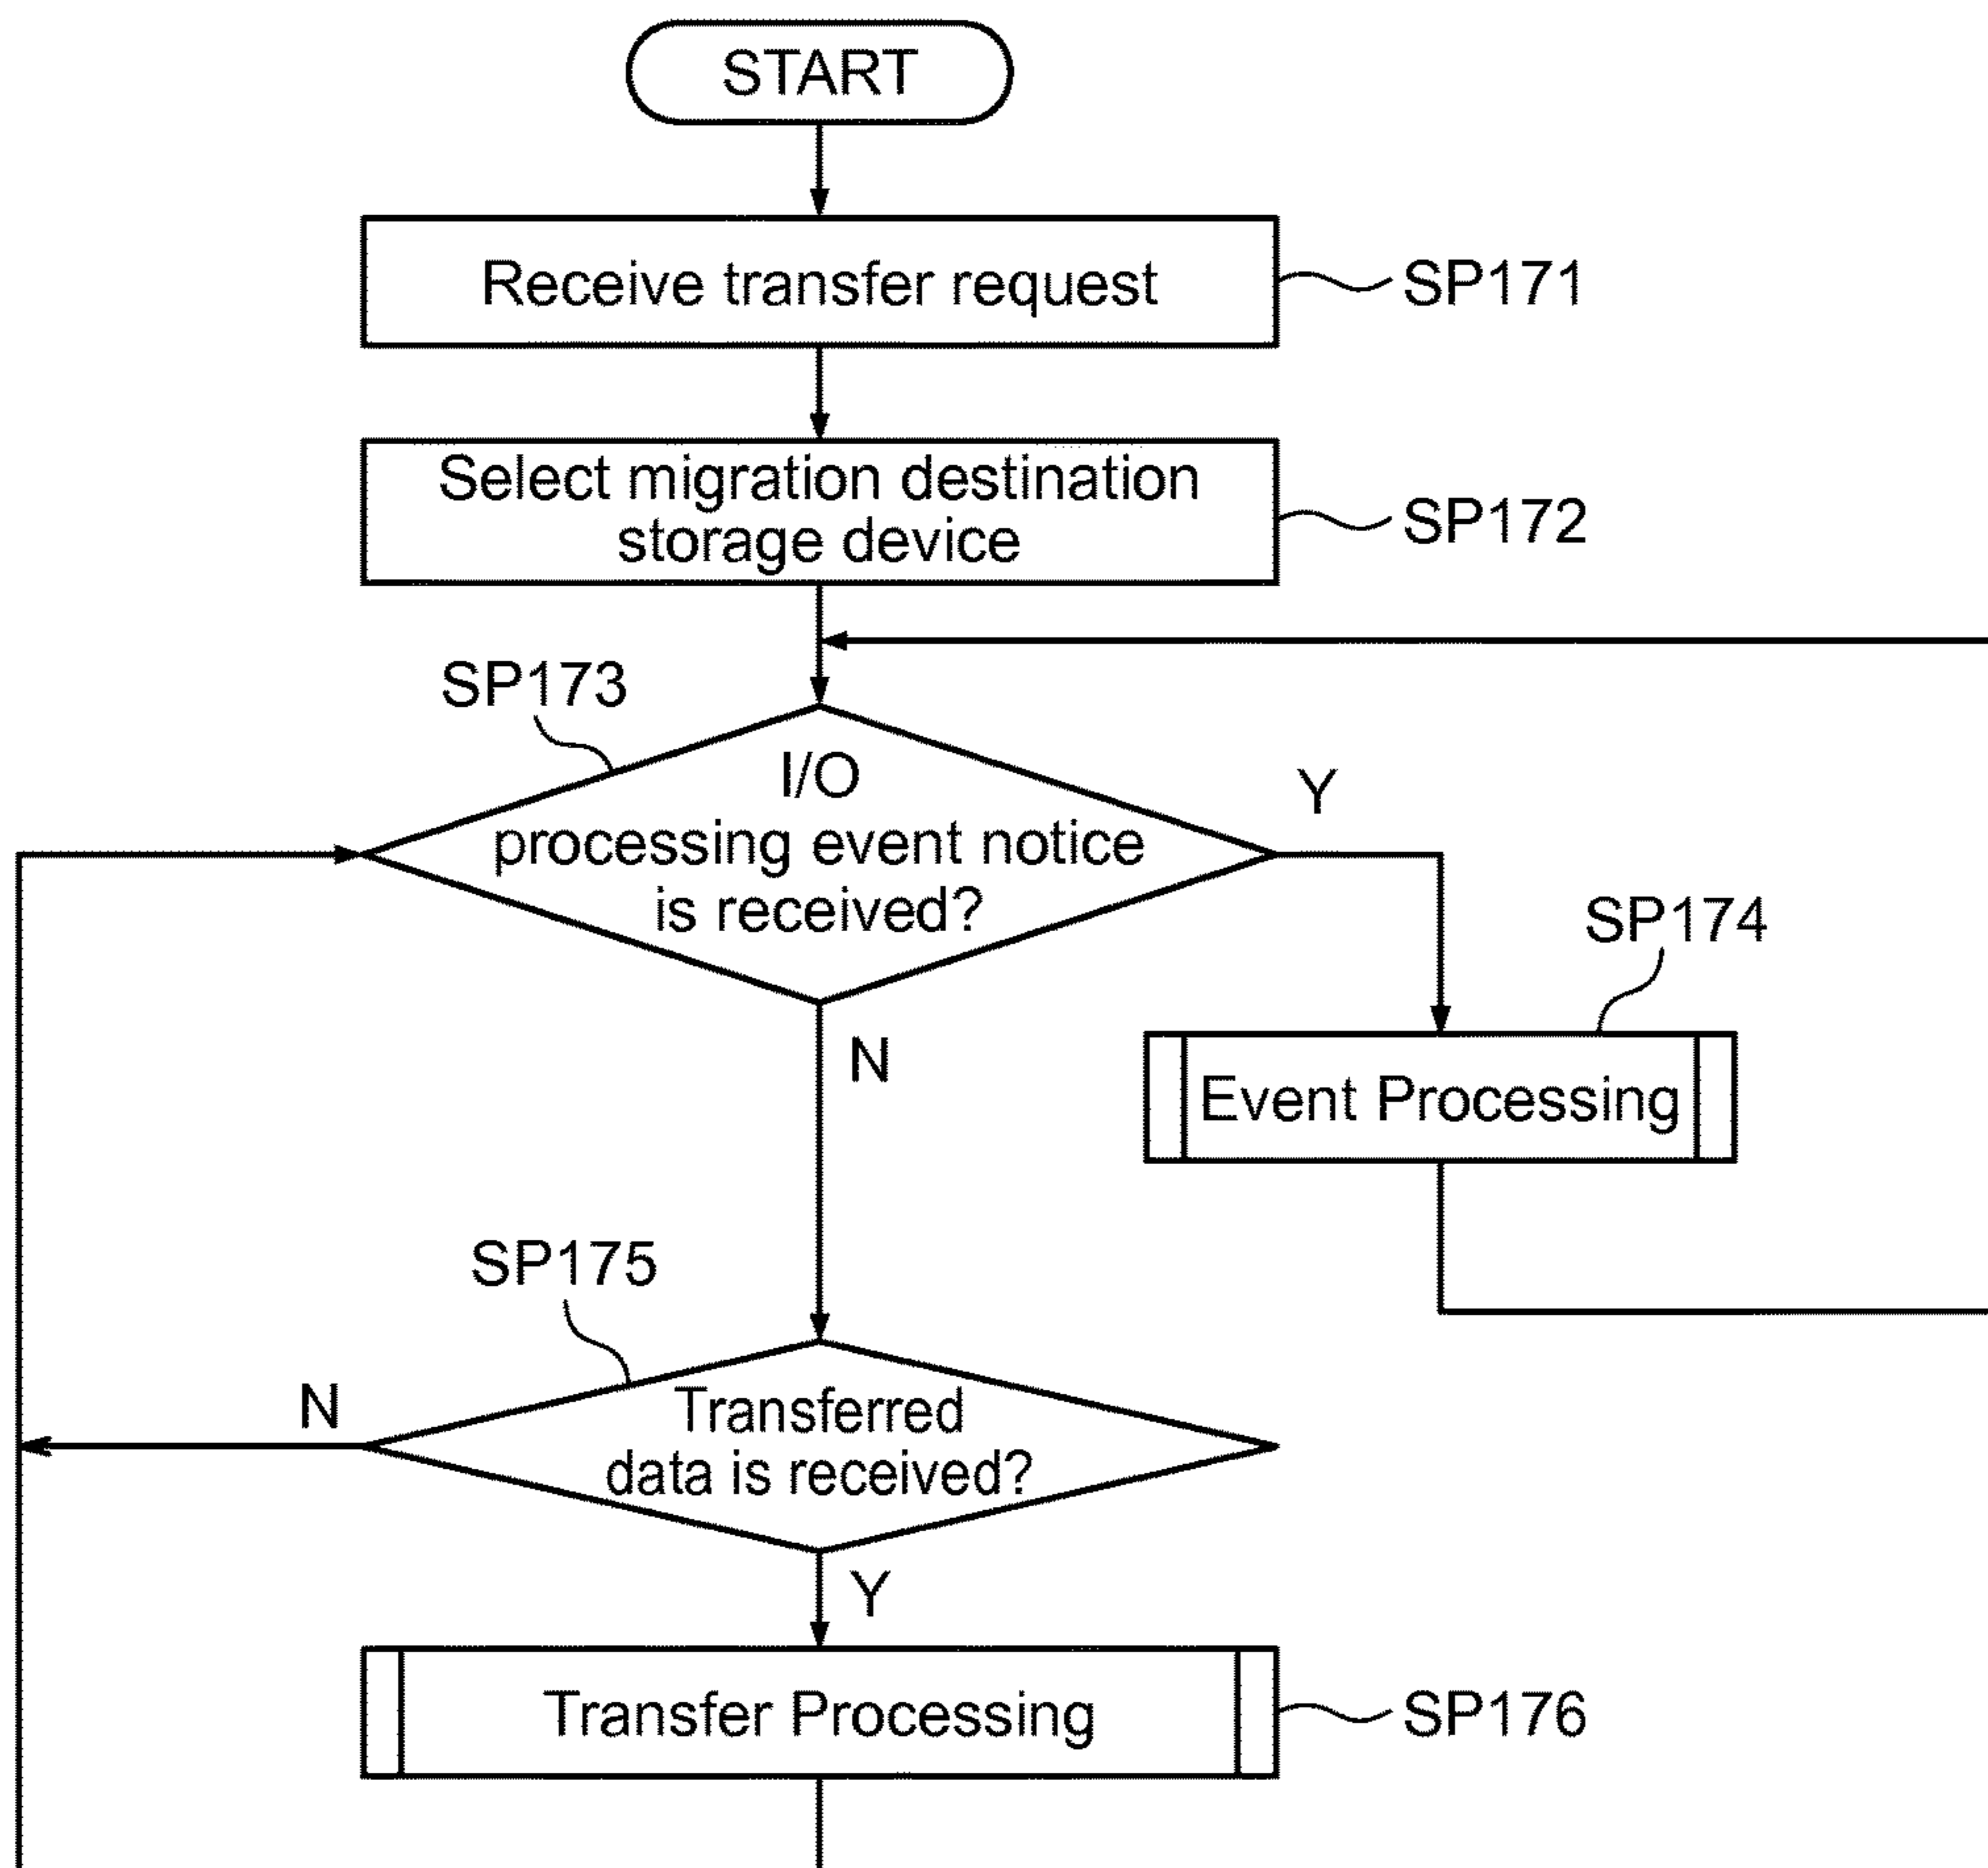 START
Receive transfer request
SP171
Select migration destination
storage device
SP172
SP173
I/O
processing event notice
is received?
Y
N
SP174
Event Processing
SP175
Transferred
data is received?
N
Y
Transfer Processing
SP176